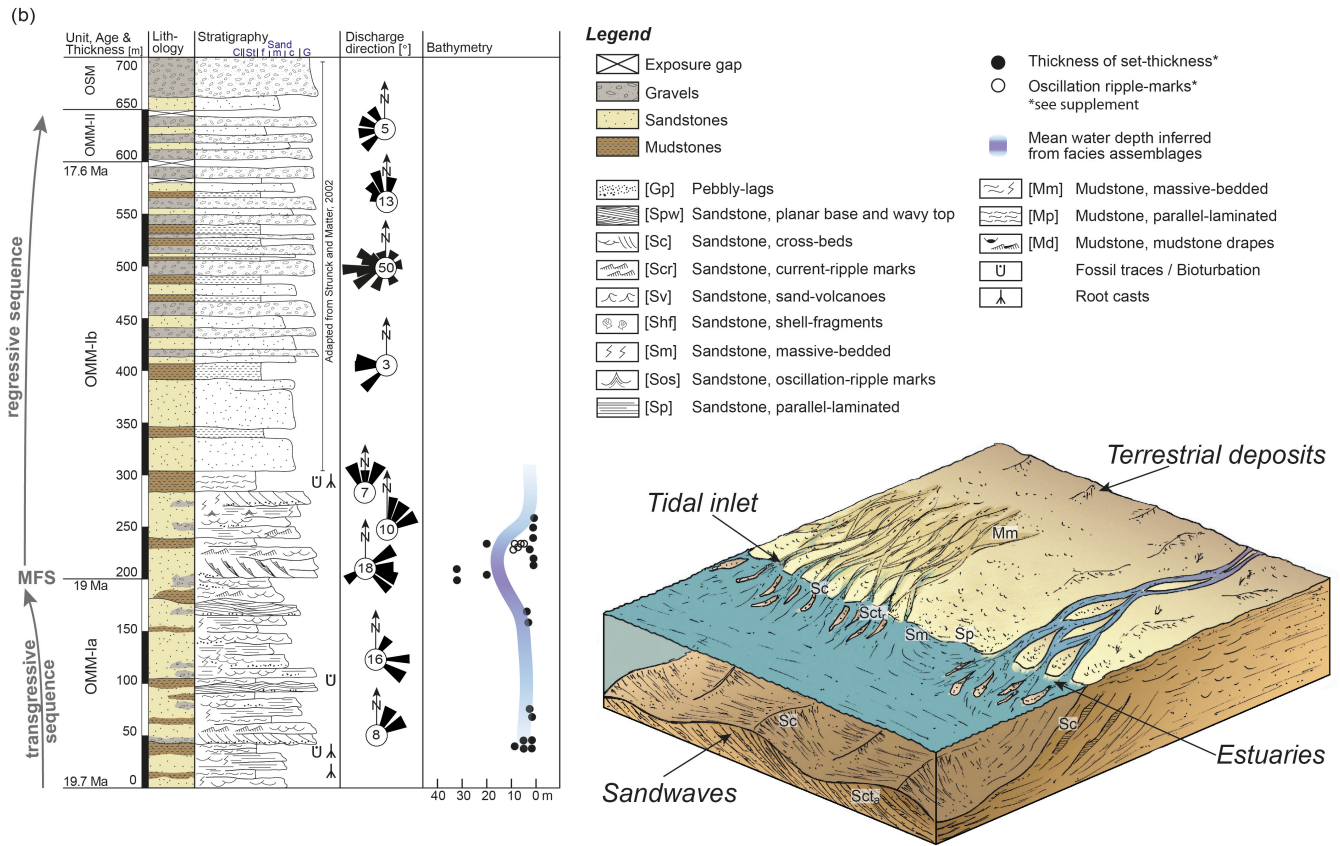 (b)
Unit, Age &
Thickness [m]
Lith-
ology
Stratigraphy
Sand
Cl St f m c G
Discharge
direction [°]
Bathymetry
OSM
OMM-II
17.6 Ma
OMM-Ib
19 Ma
OMM-Ia
19.7 Ma
700
650
600
550
500
450
400
350
300
250
200
150
100
50
0
regressive sequence
MFS
transgressive
sequence
Adapted from Strunck and Matter, 2002
N
5
N
13
N
50
N
3
N
7
N
10
N
18
N
16
N
8
40 30 20 10 0 m
Legend
Exposure gap
Gravels
Sandstones
Mudstones
Thickness of set-thickness*
Oscillation ripple-marks*
*see supplement
Mean water depth inferred
from facies assemblages
[Gp] Pebbly-lags
[Spw] Sandstone, planar base and wavy top
[Sc] Sandstone, cross-beds
[Scr] Sandstone, current-ripple marks
[Sv] Sandstone, sand-volcanoes
[Shf] Sandstone, shell-fragments
[Sm] Sandstone, massive-bedded
[Sos] Sandstone, oscillation-ripple marks
[Sp] Sandstone, parallel-laminated
[Mm] Mudstone, massive-bedded
[Mp] Mudstone, parallel-laminated
[Md] Mudstone, mudstone drapes
Fossil traces / Bioturbation
Root casts
Terrestrial deposits
Tidal inlet
Mm
Sc
Sct
Sm
Sp
Sc
Sc
Estuaries
Sandwaves